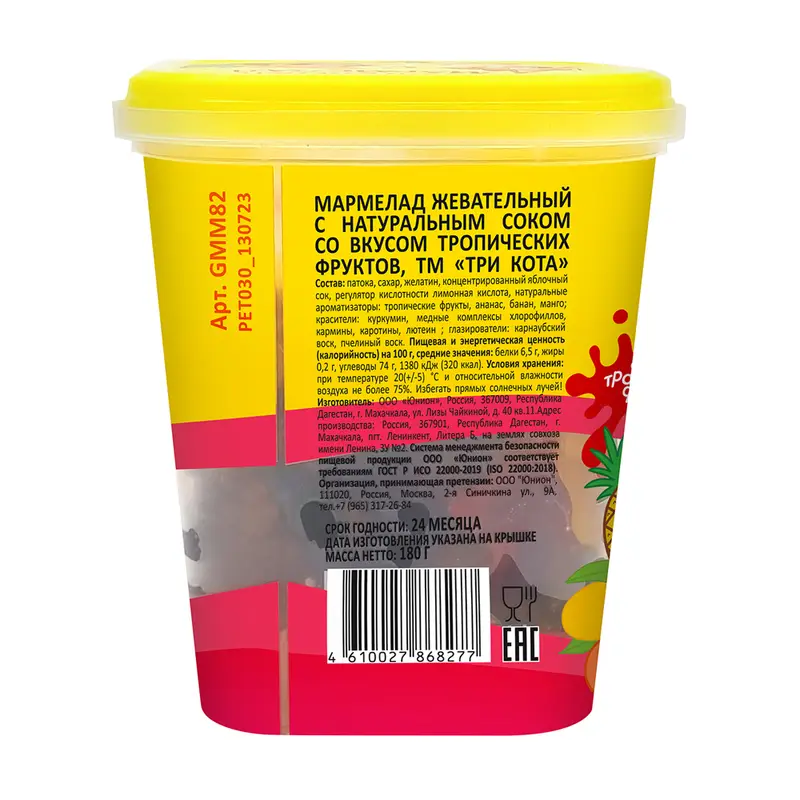 Арт. GMM82
PET030_130723
МАРМЕЛАД ЖЕВАТЕЛЬНЫЙ
С НАТУРАЛЬНЫМ СОКОМ
СО ВКУСОМ ТРОПИЧЕСКИХ
ФРУКТОВ, ТМ «ТРИ КОТА»
Состав: патока, сахар, желатин, концентрированный яблочный
сок, регулятор кислотности лимонная кислота, натуральные
ароматизаторы: тропические фрукты, ананас, банан, манго;
красители: куркумин, медные комплексы хлорофиллов,
кармины, каротины, лютеин ; глазирователи: карнаубский
воск, пчелиный воск. Пищевая и энергетическая ценность
(калорийность) на 100 г, средние значения: белки 6,5 г, жиры
0,2 г, углеводы 74 г, 1380 кДж (320 ккал). Условия хранения:
при температуре 20(+/-5) °С и относительной влажности
воздуха не более 75%. Избегать прямых солнечных лучей!
Изготовитель: ООО «Юнион», Россия, 367009, Республика
Дагестан, г. Махачкала, ул. Лизы Чайкиной, д. 40 кв.11.Адрес
производства: Россия, 367901, Республика Дагестан, г.
Махачкала, пгт. Ленинкент, Литера Б, на землях совхоза
имени Ленина, ЗУ №2. Система менеджмента безопасности
пищевой продукции ООО «Юнион» соответствует
требованиям ГОСТ Р ИСО 22000-2019 (ISO 22000:2018).
Организация, принимающая претензии: ООО "Юнион",
111020, Россия, Москва, 2-я Синичкина ул., 9А,
тел.+7 (965) 317-26-84
СРОК ГОДНОСТИ: 24 МЕСЯЦА
ДАТА ИЗГОТОВЛЕНИЯ УКАЗАНА НА КРЫШКЕ
МАССА НЕТТО: 180 Г
4 610027 868277
EAC